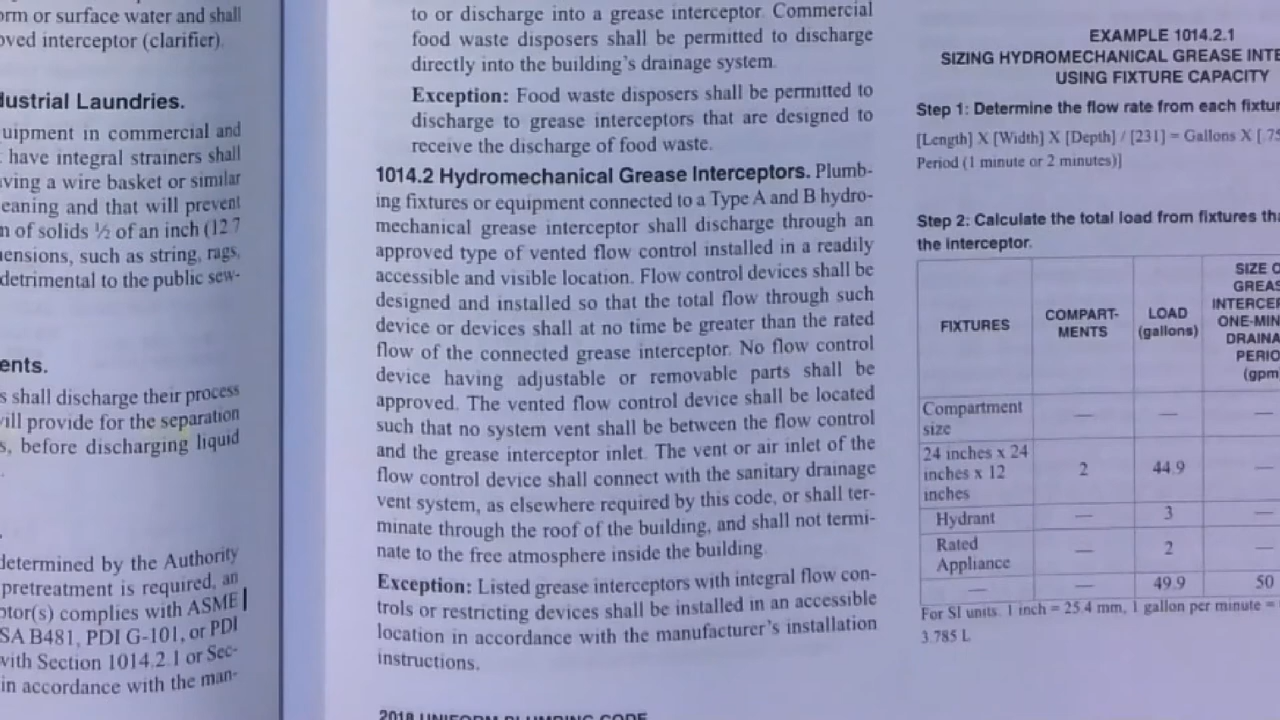 orm or surface water and shall
oved interceptor (clarifier).
dustrial Laundries.
quipment in commercial and
have integral strainers shall
ving a wire basket or similar
eaning and that will prevent
n of solids ½ of an inch (12.7
ensions, such as string, rags,
detrimental to the public sew-
ents.
s shall discharge their process
will provide for the separation
s, before discharging liquid
determined by the Authority
pretreatment is required, an
ptor(s) complies with ASME
SA B481, PDI G-101, or PDI
with Section 1014.2.1 or Sec-
in accordance with the man-
to or discharge into a grease interceptor. Commercial
food waste disposers shall be permitted to discharge
directly into the building's drainage system.
Exception: Food waste disposers shall be permitted to
discharge to grease interceptors that are designed to
receive the discharge of food waste.
1014.2 Hydromechanical Grease Interceptors. Plumb-
ing fixtures or equipment connected to a Type A and B hydro-
mechanical grease interceptor shall discharge through an
approved type of vented flow control installed in a readily
accessible and visible location. Flow control devices shall be
designed and installed so that the total flow through such
device or devices shall at no time be greater than the rated
flow of the connected grease interceptor. No flow control
device having adjustable or removable parts shall be
approved. The vented flow control device shall be located
such that no system vent shall be between the flow control
and the grease interceptor inlet. The vent or air inlet of the
flow control device shall connect with the sanitary drainage
vent system, as elsewhere required by this code, or shall ter-
minate through the roof of the building, and shall not termi-
nate to the free atmosphere inside the building.
Exception: Listed grease interceptors with integral flow con-
trols or restricting devices shall be installed in an accessible
location in accordance with the manufacturer's installation
instructions.
2018 UNIFORM PLUMBING CODE
EXAMPLE 1014.2.1
SIZING HYDROMECHANICAL GREASE INTE
USING FIXTURE CAPACITY
Step 1: Determine the flow rate from each fixtur
[Length] X [Width] X [Depth] / [231] = Gallons X [.75
Period (1 minute or 2 minutes)]
Step 2: Calculate the total load from fixtures tha
the interceptor.
FIXTURES
COMPART-
MENTS
LOAD
(gallons)
SIZE O
GREAS
INTERCEP
ONE-MIN
DRAINA
PERIO
(gpm
Compartment
size
—
—
—
24 inches x 24
inches x 12
inches
2
44.9
—
Hydrant
—
3
—
Rated
Appliance
—
2
—
—
—
49.9
50
For SI units: 1 inch = 25.4 mm, 1 gallon per minute =
3.785 L